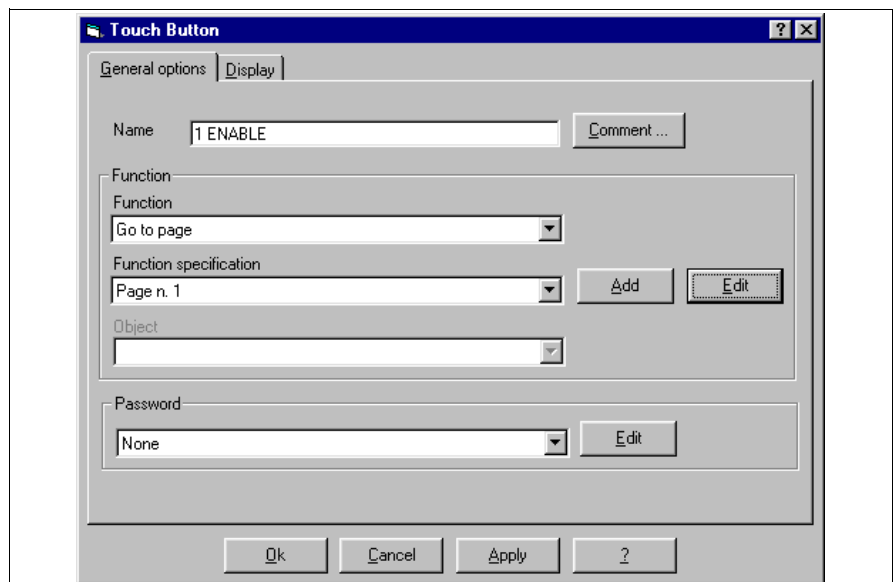 Touch Button
General options Display
Name 1 ENABLE Comment ...
Function
Function
Go to page
Function specification
Page n. 1 Add Edit
Object
Password
None Edit
Ok Cancel Apply ?